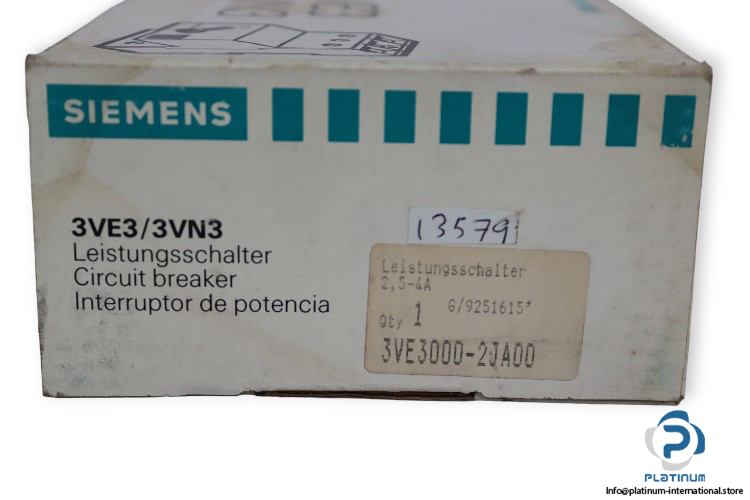 SIEMENS
3VE3/3VN3
Leistungsschalter
Circuit breaker
Interruptor de potencia
13579
Leistungsschalter
2,5-4A
G/9251615*
Qty 1
3VE3000-2JA00
PLATINUM
Info@platinum-international.store